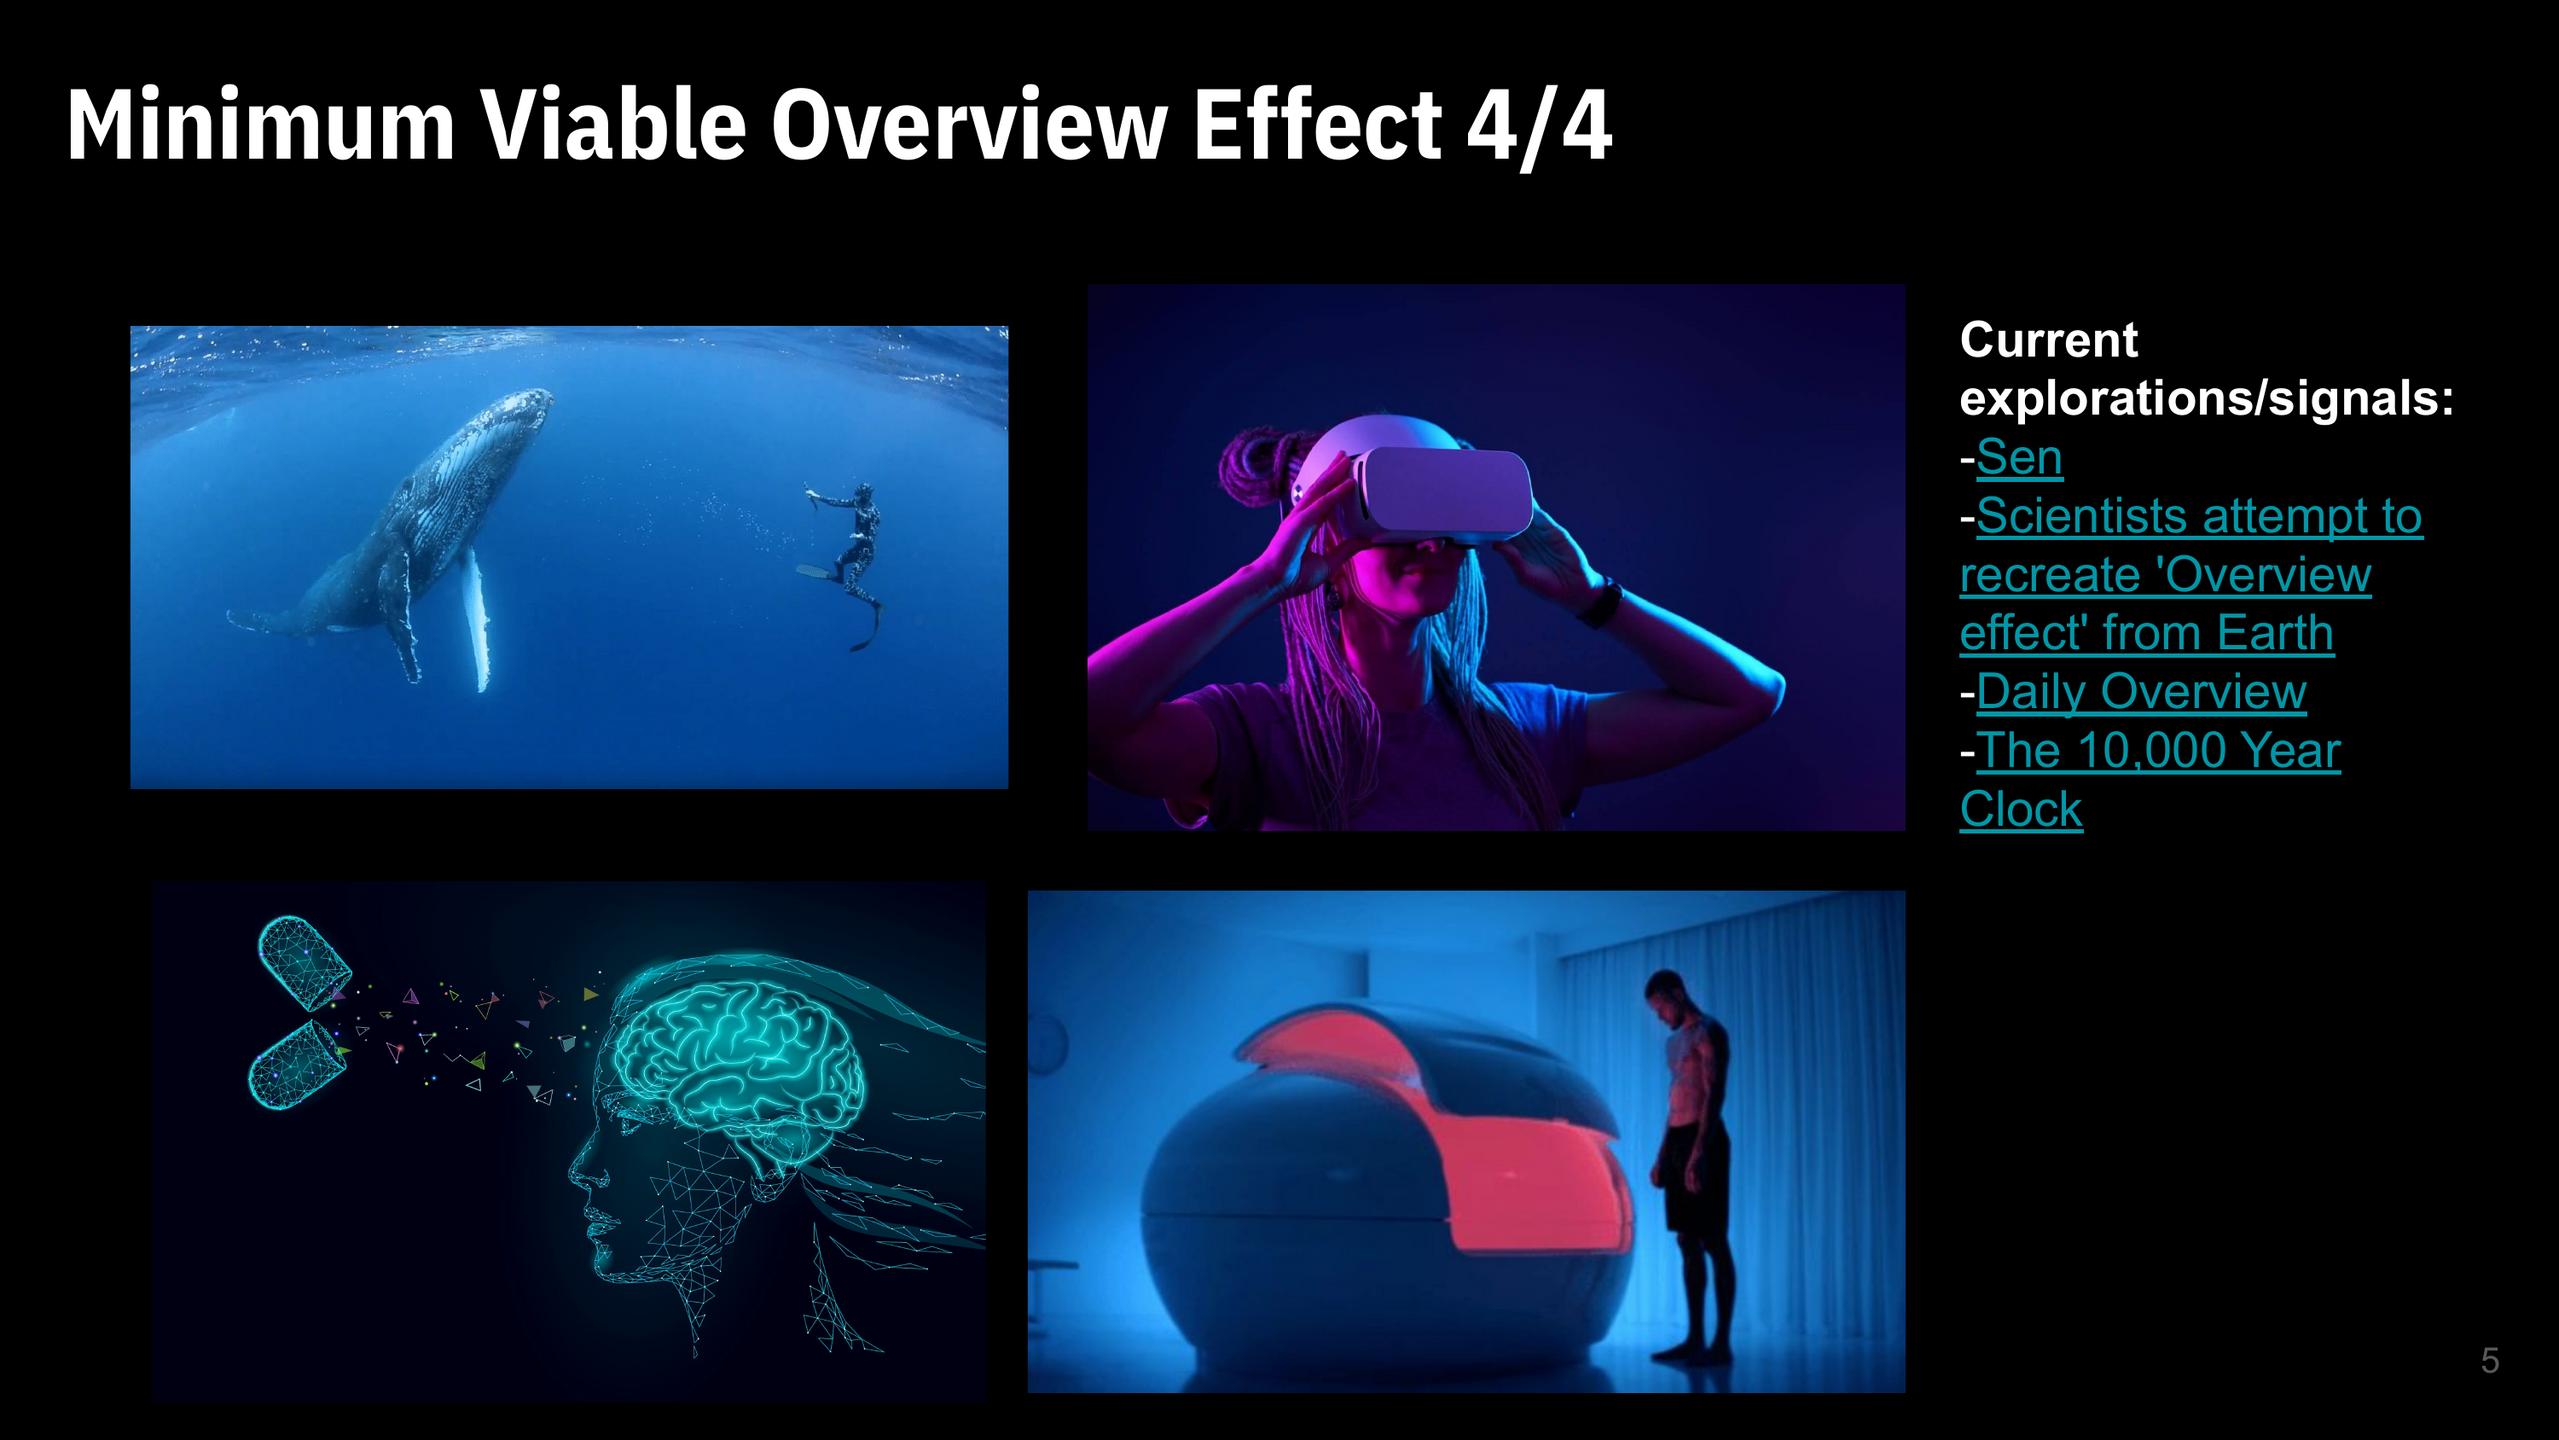 Minimum Viable Overview Effect 4/4
Current
explorations/signals:
-Sen
-Scientists attempt to
recreate 'Overview
effect' from Earth
-Daily Overview
-The 10,000 Year
Clock
5